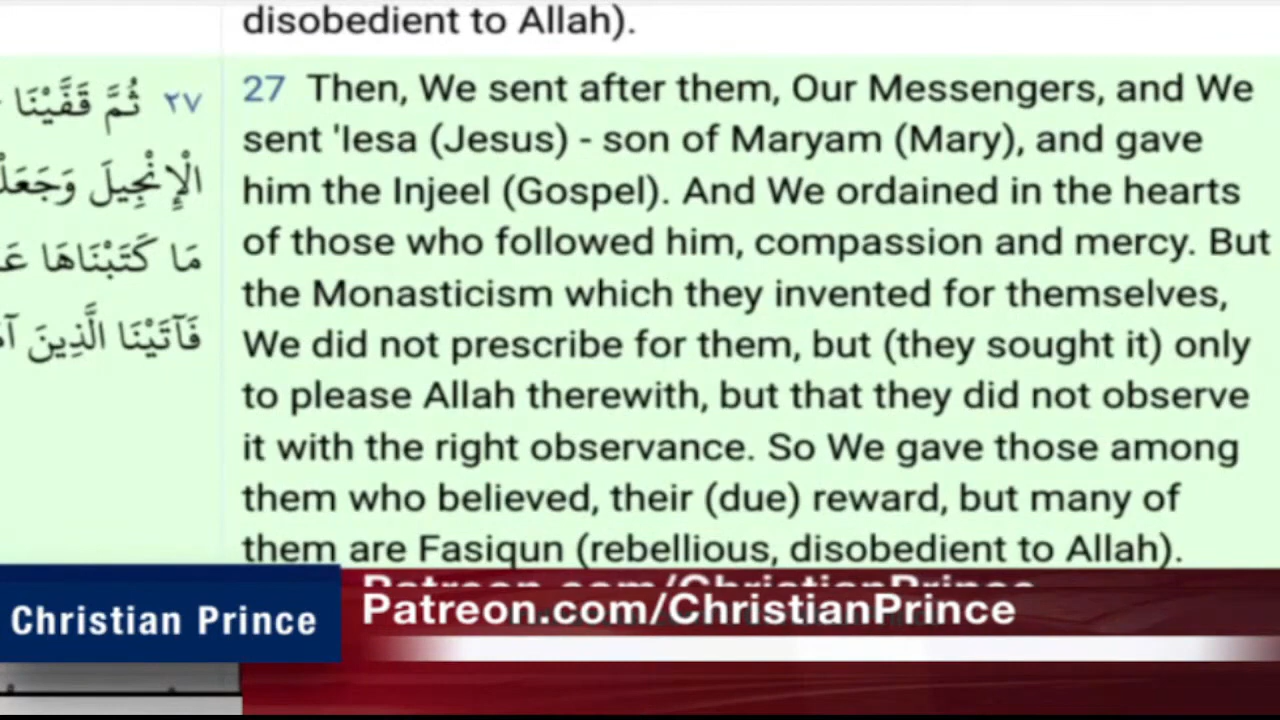 disobedient to Allah).
27 Then, We sent after them, Our Messengers, and We
sent 'Iesa (Jesus) - son of Maryam (Mary), and gave
him the Injeel (Gospel). And We ordained in the hearts
of those who followed him, compassion and mercy. But
the Monasticism which they invented for themselves,
We did not prescribe for them, but (they sought it) only
to please Allah therewith, but that they did not observe
it with the right observance. So We gave those among
them who believed, their (due) reward, but many of
them are Fasiqun (rebellious, disobedient to Allah).
٢٧ ثُمَّ قَفَّيْنَا
الْإِنْجِيلَ
مَا كَتَبْنَاهَا
فَآتَيْنَا الَّذِينَ
Christian Prince
Patreon.com/ChristianPrince
Patreon.com/ChristianPrince